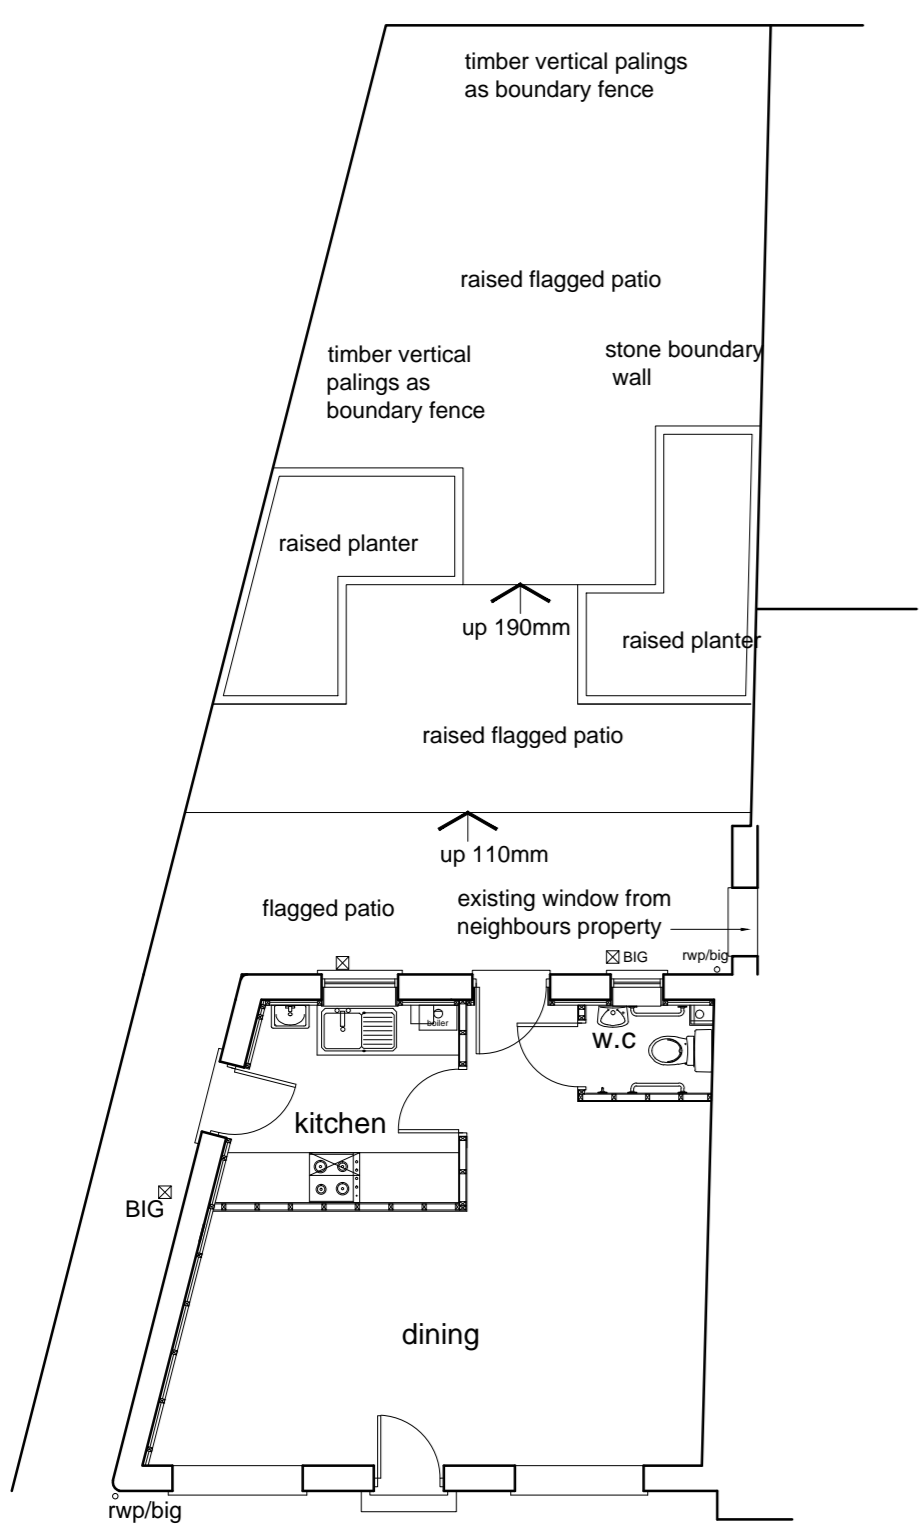 timber vertical palings
as boundary fence
raised flagged patio
timber vertical
palings as
boundary fence
stone boundary
wall
raised planter
up 190mm
raised planter
raised flagged patio
up 110mm
flagged patio
existing window from
neighbours property
BIG
rwp/big
boiler
w.c
kitchen
BIG
dining
rwp/big